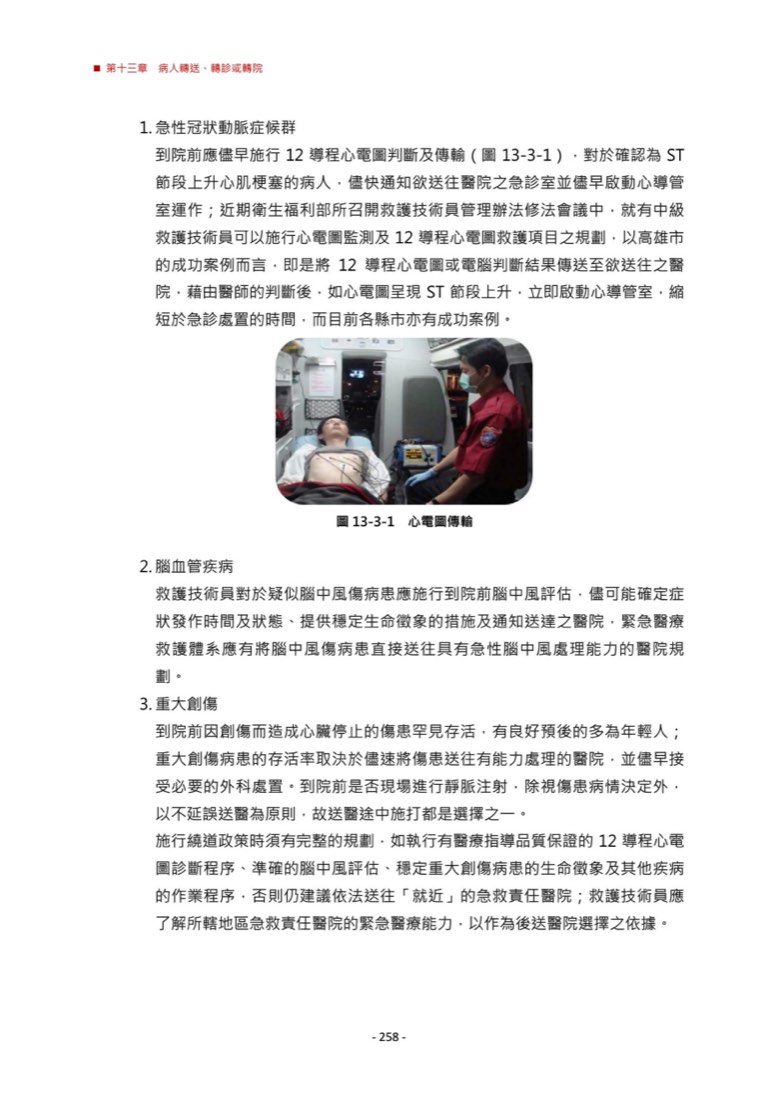 ■ 第十三章　病人轉送、轉診或轉院
1. 急性冠狀動脈症候群
到院前應儘早施行 12 導程心電圖判斷及傳輸（圖 13-3-1），對於確認為 ST
節段上升心肌梗塞的病人，儘快通知欲送往醫院之急診室並儘早啟動心導管
室運作；近期衛生福利部所召開救護技術員管理辦法修法會議中，就有中級
救護技術員可以施行心電圖監測及 12 導程心電圖救護項目之規劃，以高雄市
的成功案例而言，即是將 12 導程心電圖或電腦判斷結果傳送至欲送往之醫
院，藉由醫師的判斷後，如心電圖呈現 ST 節段上升，立即啟動心導管室，縮
短於急診處置的時間，而目前各縣市亦有成功案例。
圖 13-3-1　心電圖傳輸
2. 腦血管疾病
救護技術員對於疑似腦中風傷病患應施行到院前腦中風評估，儘可能確定症
狀發作時間及狀態、提供穩定生命徵象的措施及通知送達之醫院，緊急醫療
救護體系應有將腦中風傷病患直接送往具有急性腦中風處理能力的醫院規
劃。
3. 重大創傷
到院前因創傷而造成心臟停止的傷患罕見存活，有良好預後的多為年輕人；
重大創傷病患的存活率取決於儘速將傷患送往有能力處理的醫院，並儘早接
受必要的外科處置。到院前是否現場進行靜脈注射，除視傷患病情決定外，
以不延誤送醫為原則，故送醫途中施打都是選擇之一。
施行繞道政策時須有完整的規劃，如執行有醫療指導品質保證的 12 導程心電
圖診斷程序、準確的腦中風評估、穩定重大創傷病患的生命徵象及其他疾病
的作業程序，否則仍建議依法送往「就近」的急救責任醫院；救護技術員應
了解所轄地區急救責任醫院的緊急醫療能力，以作為後送醫院選擇之依據。
- 258 -